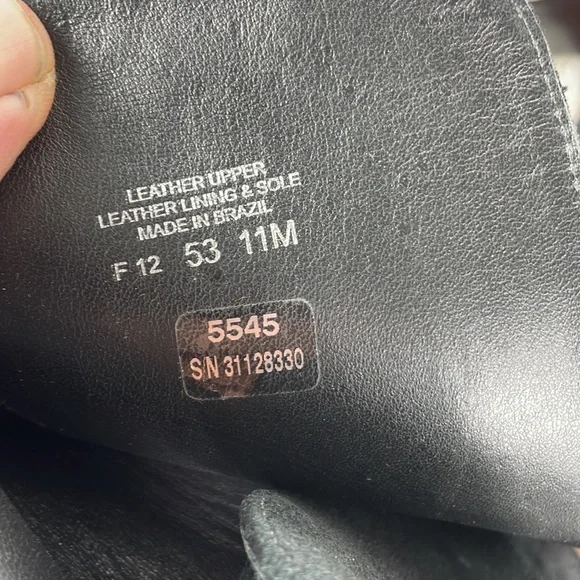 LEATHER UPPER
LEATHER LINING & SOLE
MADE IN BRAZIL
F 12 53 11M
5545
S/N 31128330